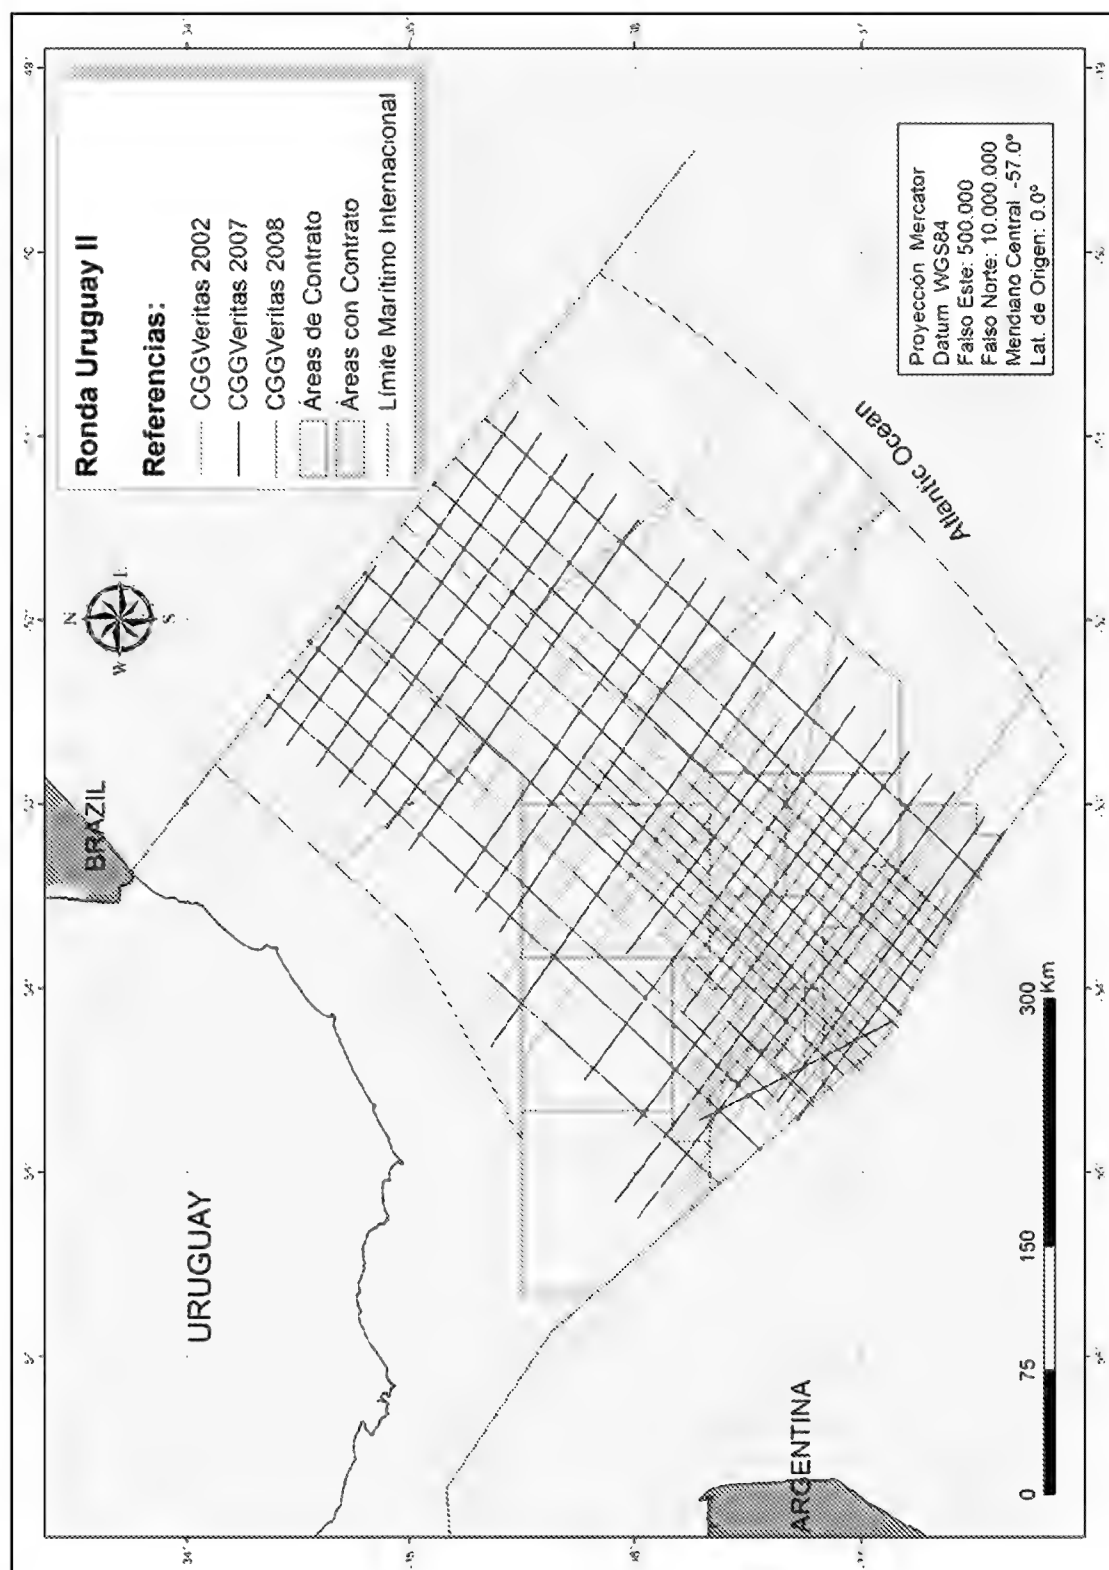 Ronda Uruguay II
Referencias:
CGGVeritas 2002
CGGVeritas 2007
CGGVeritas 2008
Áreas de Contrato
Áreas con Contrato
Límite Marítimo Internacional
N
W
S
BRAZIL
URUGUAY
ARGENTINA
Atlantic Ocean
Proyección Mercator
Datum WGS84
Falso Este: 500.000
Falso Norte: 10.000.000
Meridiano Central -57.0°
Lat. de Origen: 0.0°
0 75 150 300
Km